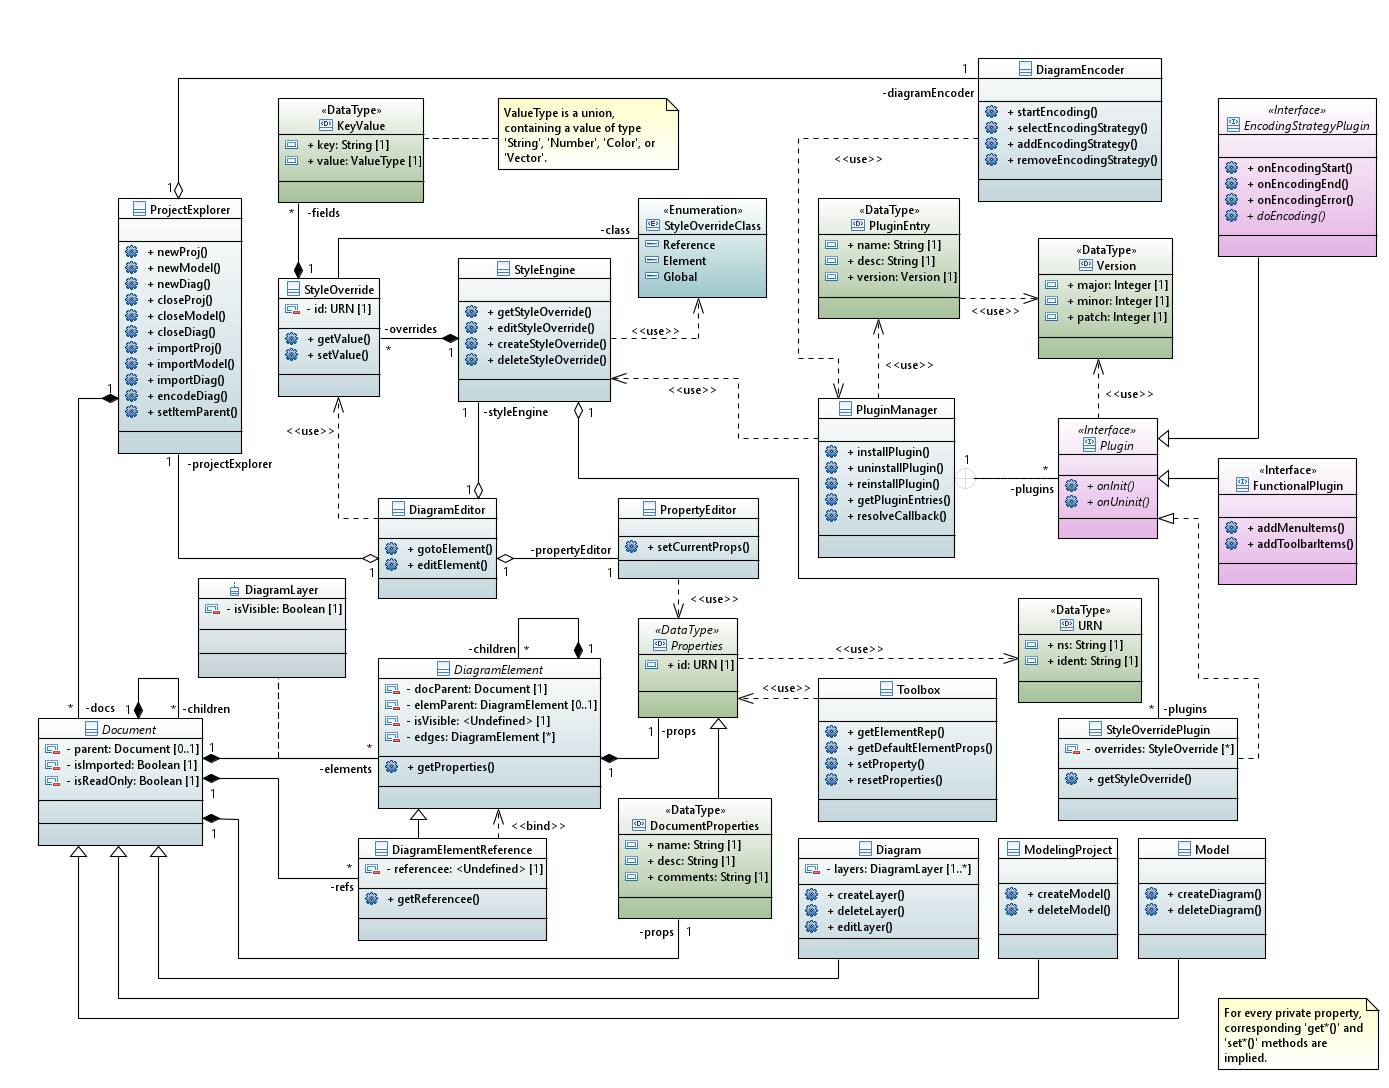 DiagramEncoder
+ startEncoding()
+ selectEncodingStrategy()
+ addEncodingStrategy()
+ removeEncodingStrategy()
1
-diagramEncoder
«DataType»
KeyValue
+ key: String [1]
+ value: ValueType [1]
ValueType is a union,
containing a value of type
'String', 'Number', 'Color', or
'Vector'.
«Interface»
EncodingStrategyPlugin
+ onEncodingStart()
+ onEncodingEnd()
+ onEncodingError()
+ doEncoding()
<<use>>
1
ProjectExplorer
+ newProj()
+ newModel()
+ newDiag()
+ closeProj()
+ closeModel()
+ closeDiag()
+ importProj()
+ importModel()
+ importDiag()
+ encodeDiag()
+ setItemParent()
* -fields
1
-class
«Enumeration»
StyleOverrideClass
Reference
Element
Global
«DataType»
PluginEntry
+ name: String [1]
+ desc: String [1]
+ version: Version [1]
«DataType»
Version
+ major: Integer [1]
+ minor: Integer [1]
+ patch: Integer [1]
<<use>>
StyleOverride
- id: URN [1]
+ getValue()
+ setValue()
StyleEngine
+ getStyleOverride()
+ editStyleOverride()
+ createStyleOverride()
+ deleteStyleOverride()
-overrides
*
1
<<use>>
<<use>>
<<use>>
<<use>>
1
1 -styleEngine
1
<<use>>
PluginManager
+ installPlugin()
+ uninstallPlugin()
+ reinstallPlugin()
+ getPluginEntries()
+ resolveCallback()
1
*
-plugins
«Interface»
Plugin
+ onInit()
+ onUninit()
«Interface»
FunctionalPlugin
+ addMenuItems()
+ addToolbarItems()
1 -projectExplorer
1
DiagramEditor
+ gotoElement()
+ editElement()
1
1
-propertyEditor
1
PropertyEditor
+ setCurrentProps()
<<use>>
DiagramLayer
- isVisible: Boolean [1]
-children *
1
«DataType»
Properties
+ id: URN [1]
<<use>>
<<use>>
«DataType»
URN
+ ns: String [1]
+ ident: String [1]
DiagramElement
- docParent: Document [1]
- elemParent: DiagramElement [0..1]
- isVisible: <Undefined> [1]
- edges: DiagramElement [*]
+ getProperties()
1 -props
1
Toolbox
+ getElementRep()
+ getDefaultElementProps()
+ setProperty()
+ resetProperties()
* -plugins
StyleOverridePlugin
- overrides: StyleOverride [*]
+ getStyleOverride()
* -docs
1
* -children
Document
- parent: Document [0..1]
- isImported: Boolean [1]
- isReadOnly: Boolean [1]
1
*
-elements
1
1
<<bind>>
DiagramElementReference
- referencee: <Undefined> [1]
+ getReferencee()
*
-refs
«DataType»
DocumentProperties
+ name: String [1]
+ desc: String [1]
+ comments: String [1]
-props 1
Diagram
- layers: DiagramLayer [1..*]
+ createLayer()
+ deleteLayer()
+ editLayer()
ModelingProject
+ createModel()
+ deleteModel()
Model
+ createDiagram()
+ deleteDiagram()
For every private property,
corresponding 'get*()' and
'set*()' methods are
implied.